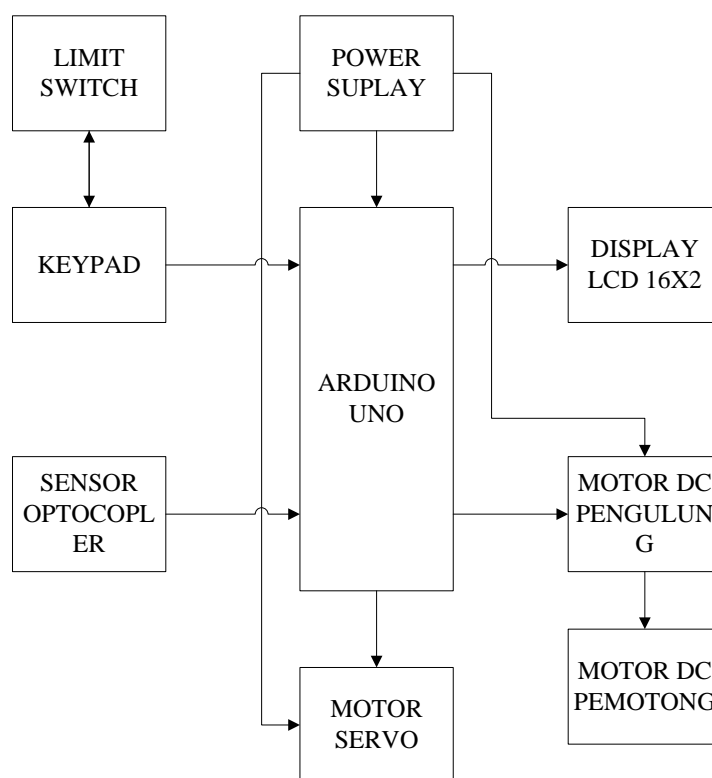 LIMIT
SWITCH
POWER
SUPLAY
KEYPAD
DISPLAY
LCD 16X2
ARDUINO
UNO
SENSOR
OPTOCOPL
ER
MOTOR DC
PENGULUN
G
MOTOR
SERVO
MOTOR DC
PEMOTONG